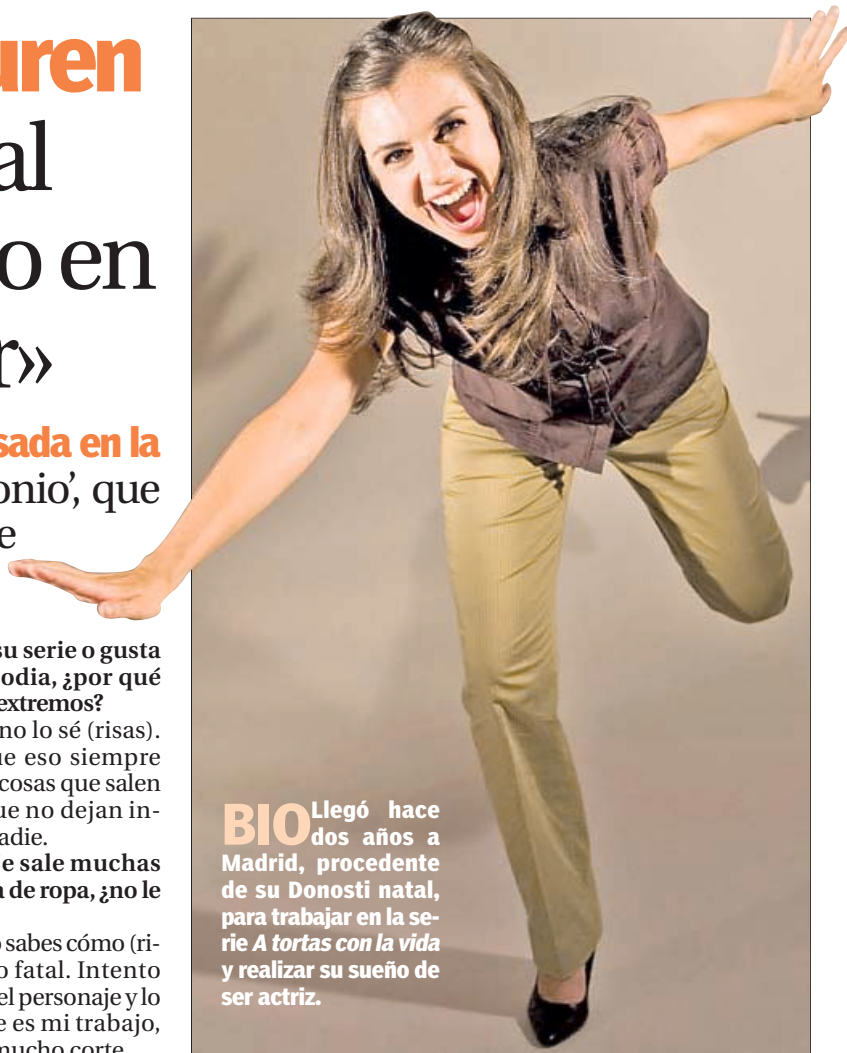 uren
al
o en
r»
sada en la
onio’, que
e
su serie o gusta
odia, ¿por qué
extremos?
no lo sé (risas).
ue eso siempre
cosas que salen
ue no dejan in-
adie.
e sale muchas
a de ropa, ¿no le
o sabes cómo (ri-
o fatal. Intento
el personaje y lo
e es mi trabajo,
mucho corte
BIO Llegó hace
dos años a
Madrid, procedente
de su Donosti natal,
para trabajar en la se-
rie A tortas con la vida
y realizar su sueño de
ser actriz.